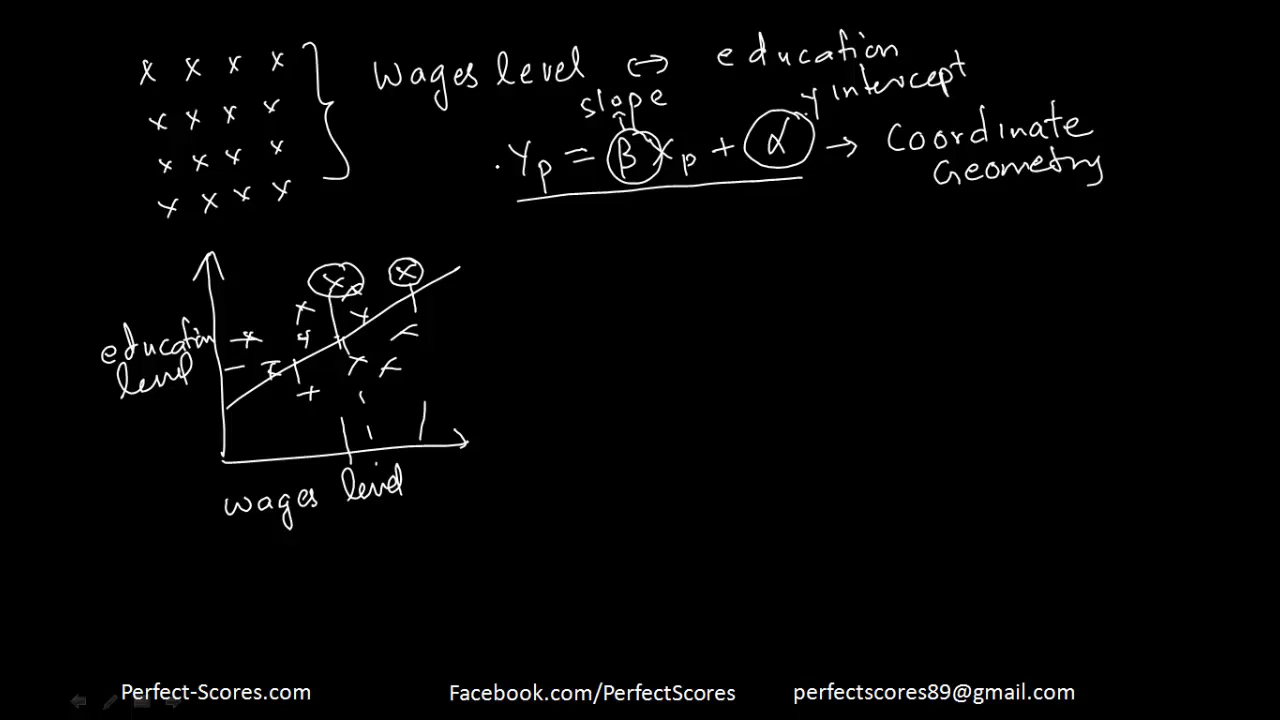 x x x x
x x x x
x x x x
x x x x
wages level ↔ education
slope
y intercept
Yp = βXp + α → Coordinate Geometry
education level
wages level
Perfect-Scores.com
Facebook.com/PerfectScores
perfectscores89@gmail.com